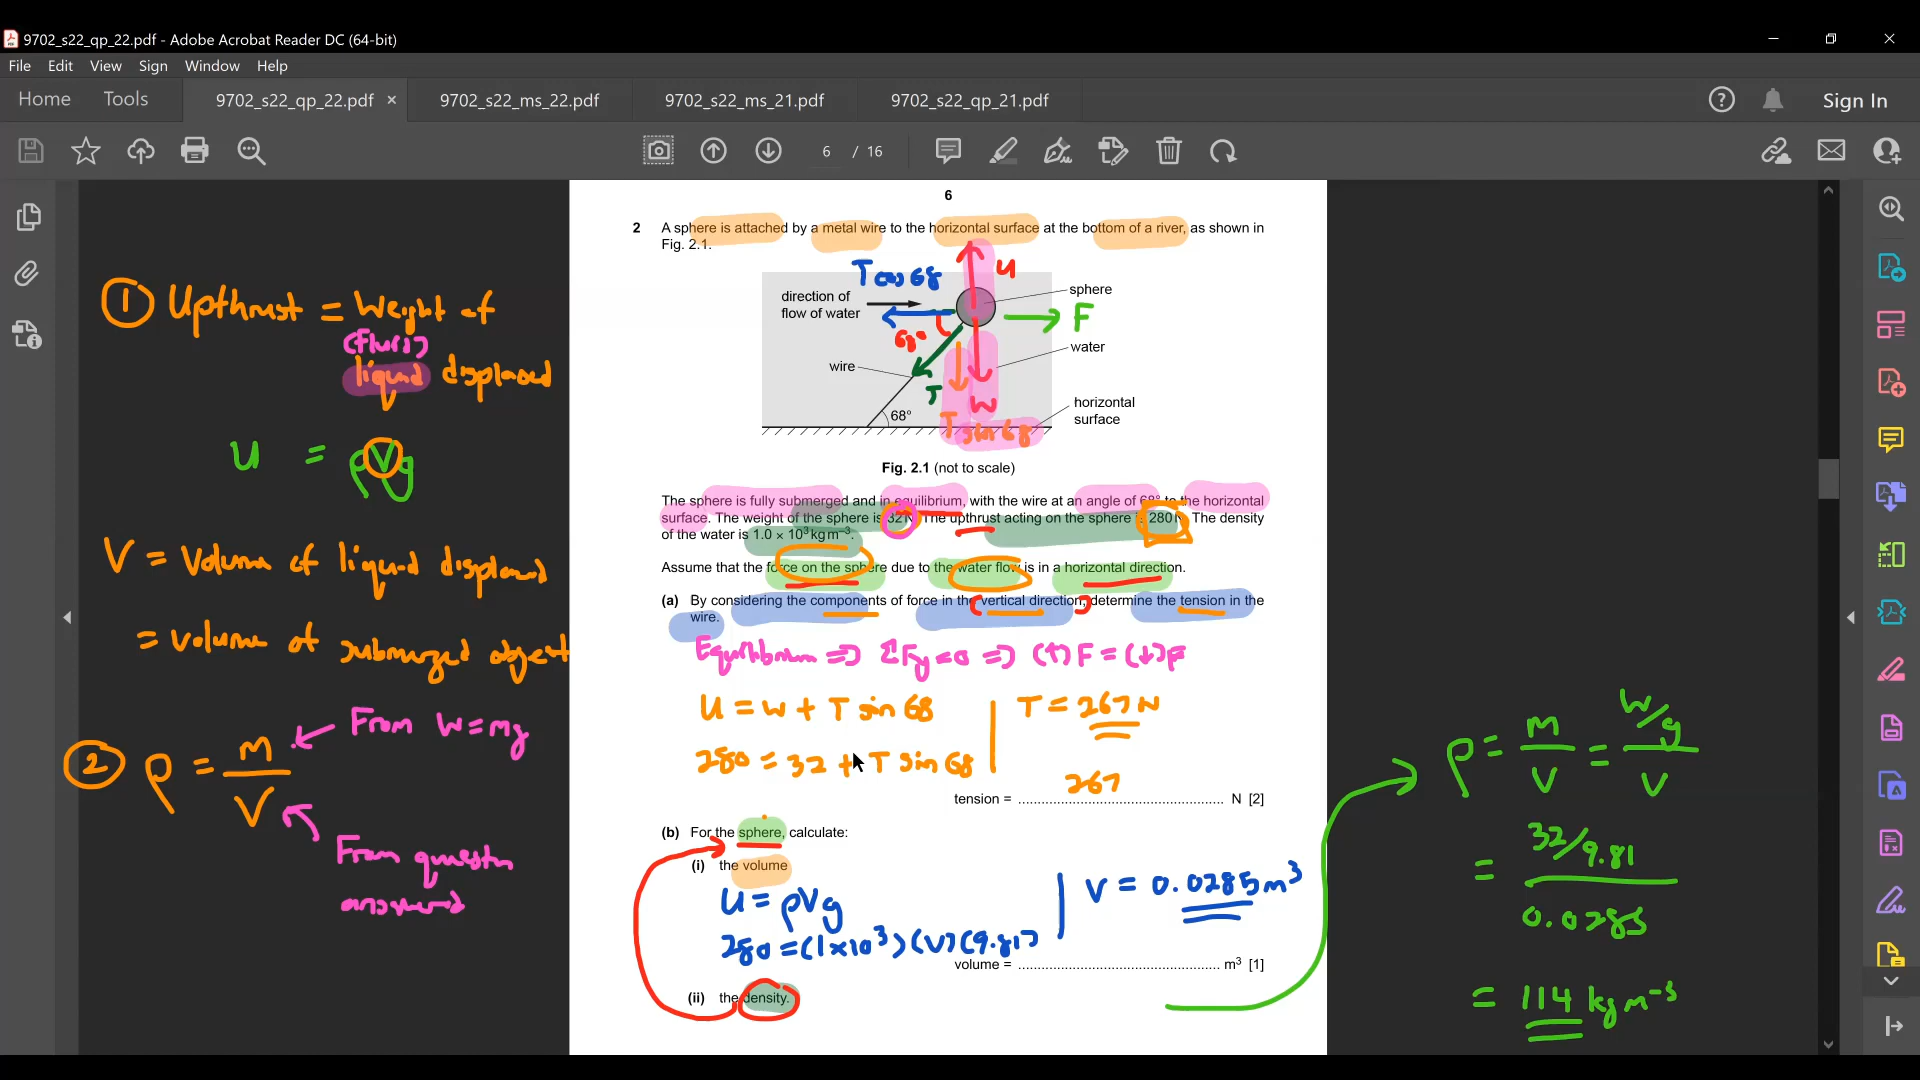 9702_s22_qp_22.pdf - Adobe Acrobat Reader DC (64-bit)
File Edit View Sign Window Help
Home Tools 9702_s22_qp_22.pdf × 9702_s22_ms_22.pdf 9702_s22_ms_21.pdf 9702_s22_qp_21.pdf Sign In
6 / 16
6
2 A sphere is attached by a metal wire to the horizontal surface at the bottom of a river, as shown in
Fig. 2.1.
T cos 68
U
direction of
flow of water
sphere
F
68°
water
wire
T
W
68°
T sin 68
horizontal
surface
Fig. 2.1 (not to scale)
The sphere is fully submerged and in equilibrium, with the wire at an angle of 68° to the horizontal
surface. The weight of the sphere is 32N. The upthrust acting on the sphere is 280N. The density
of the water is 1.0 × 10³ kg m⁻³.
Assume that the force on the sphere due to the water flow is in a horizontal direction.
(a) By considering the components of force in the vertical direction, determine the tension in the
wire.
Equilibrium => ΣFy = 0 => (↑)F = (↓)F
U = W + T sin 68
280 = 32 + T sin 68
T = 267 N
267
tension = ..................................................... N [2]
(b) For the sphere, calculate:
(i) the volume
U = ρVg
280 = (1×10³)(V)(9.81)
V = 0.0285 m³
volume = .................................................... m³ [1]
(ii) the density.
① Upthrust = Weight of
(fluid)
liquid displaced
U = ρVg
V = Volume of liquid displaced
= volume of submerged object
② ρ = m/V
From W = mg
From question
answered
ρ = m/V = W/g / V
= 32/9.81 / 0.0285
= 114 kg m⁻³